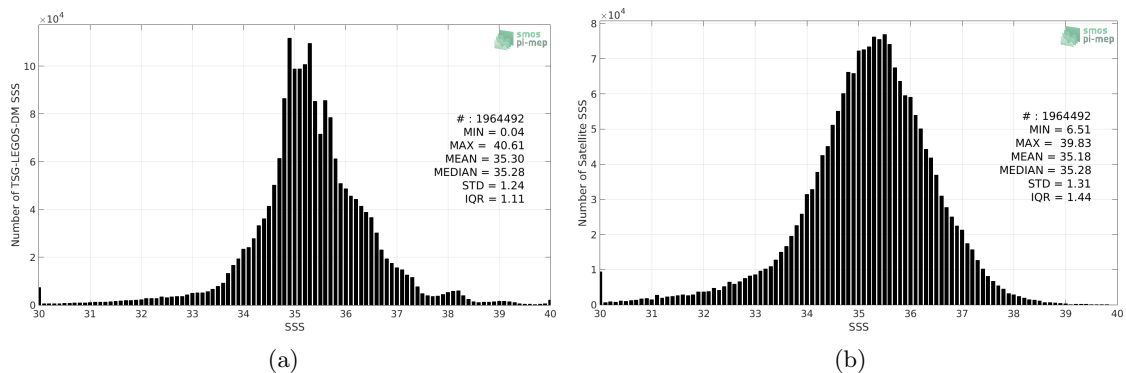 ×10⁴
smos
pi-mep
Number of TSG-LEGOS-DM SSS
10
8
6
4
2
0
# : 1964492
MIN = 0.04
MAX = 40.61
MEAN = 35.30
MEDIAN = 35.28
STD = 1.24
IQR = 1.11
30 31 32 33 34 35 36 37 38 39 40
SSS
(a)
×10⁴
smos
pi-mep
Number of Satellite SSS
8
7
6
5
4
3
2
1
0
# : 1964492
MIN = 6.51
MAX = 39.83
MEAN = 35.18
MEDIAN = 35.28
STD = 1.31
IQR = 1.44
30 31 32 33 34 35 36 37 38 39 40
SSS
(b)